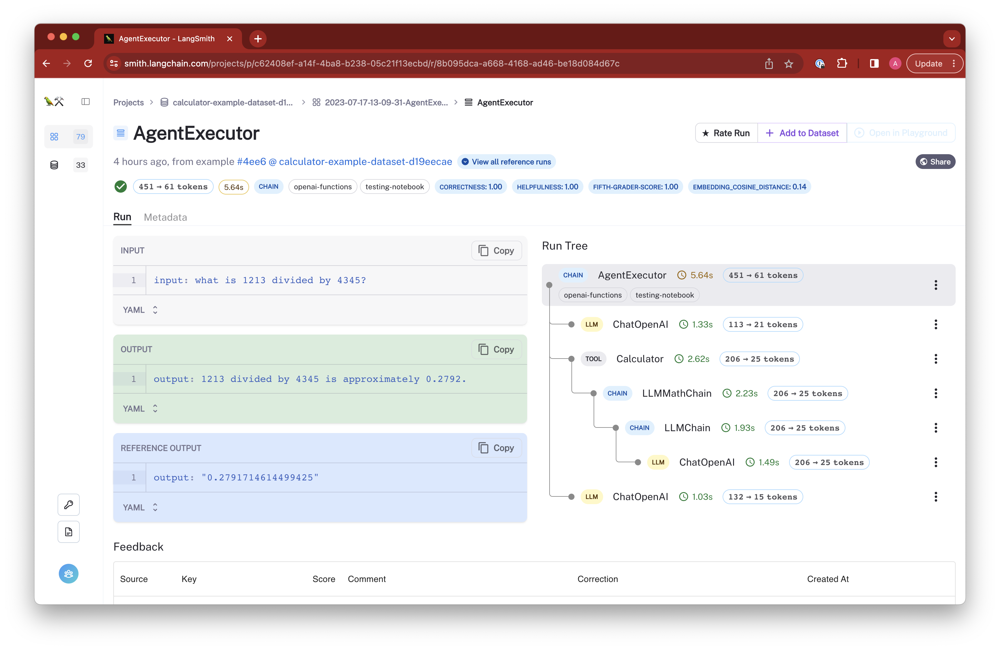 AgentExecutor - LangSmith
smith.langchain.com/projects/p/c62408ef-a14f-4ba8-b238-05c21f13ecbd/r/8b095dca-a668-4168-ad46-be18d084d67c
A
Update
Projects > calculator-example-dataset-d1... > 2023-07-17-13-09-31-AgentExe... > AgentExecutor
79
33
AgentExecutor
Rate Run
+ Add to Dataset
Open in Playground
4 hours ago, from example #4ee6 @ calculator-example-dataset-d19eecae
View all reference runs
Share
451 → 61 tokens
5.64s
CHAIN
openai-functions
testing-notebook
CORRECTNESS: 1.00
HELPFULNESS: 1.00
FIFTH-GRADER-SCORE: 1.00
EMBEDDING_COSINE_DISTANCE: 0.14
Run
Metadata
INPUT
Copy
1 input: what is 1213 divided by 4345?
YAML
OUTPUT
Copy
1 output: 1213 divided by 4345 is approximately 0.2792.
YAML
REFERENCE OUTPUT
Copy
1 output: "0.2791714614499425"
YAML
Run Tree
CHAIN AgentExecutor 5.64s 451 → 61 tokens
openai-functions testing-notebook
LLM ChatOpenAI 1.33s 113 → 21 tokens
TOOL Calculator 2.62s 206 → 25 tokens
CHAIN LLMMathChain 2.23s 206 → 25 tokens
CHAIN LLMChain 1.93s 206 → 25 tokens
LLM ChatOpenAI 1.49s 206 → 25 tokens
LLM ChatOpenAI 1.03s 132 → 15 tokens
Feedback
Source Key Score Comment Correction Created At